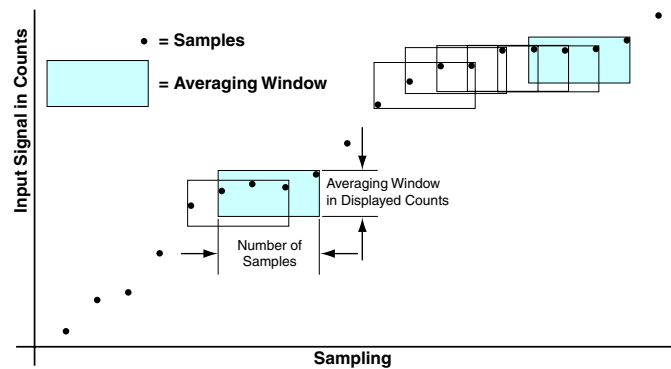 = Samples
= Averaging Window
Input Signal in Counts
Averaging Window
in Displayed Counts
Number of
Samples
Sampling